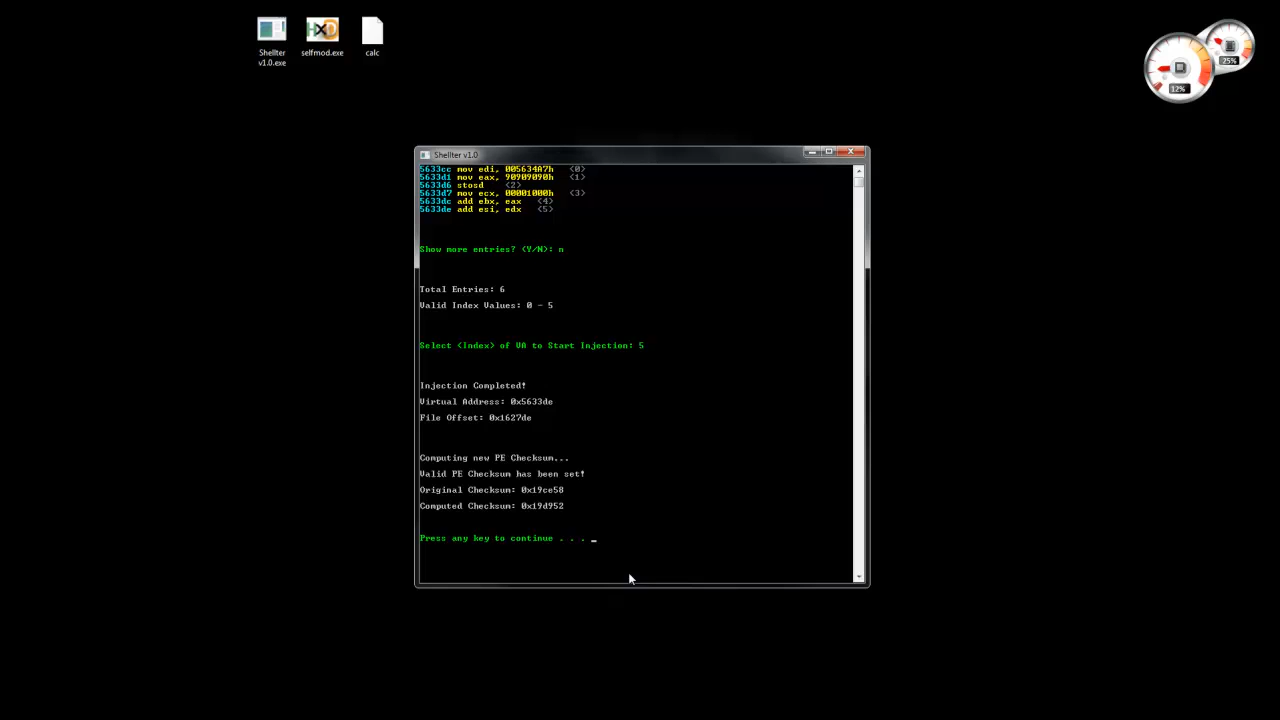 Shellter
v1.0.exe
selfmod.exe
calc
25%
12%
Shellter v1.0
5633cc mov edi, 005634A7h <0>
5633d1 mov eax, 90909090h <1>
5633d6 stosd <2>
5633d7 mov ecx, 00001000h <3>
5633dc add ebx, eax <4>
5633de add esi, edx <5>
Show more entries? (Y/N): n
Total Entries: 6
Valid Index Values: 0 - 5
Select <Index> of VA to Start Injection: 5
Injection Completed!
Virtual Address: 0x5633de
File Offset: 0x1627de
Computing new PE Checksum...
Valid PE Checksum has been set!
Original Checksum: 0x19ce58
Computed Checksum: 0x19d952
Press any key to continue . . . _